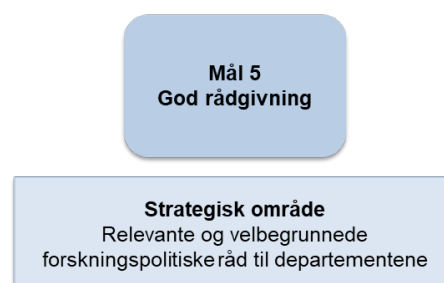 Mål 5
God rådgivning
Strategisk område
Relevante og velbegrunnede
forskningspolitiske råd til departementene